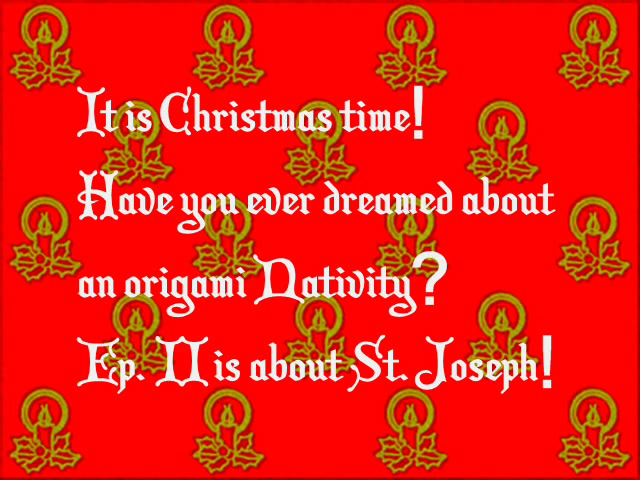 It is Christmas time!
Have you ever dreamed about
an origami Nativity?
Ep. II is about St. Joseph!